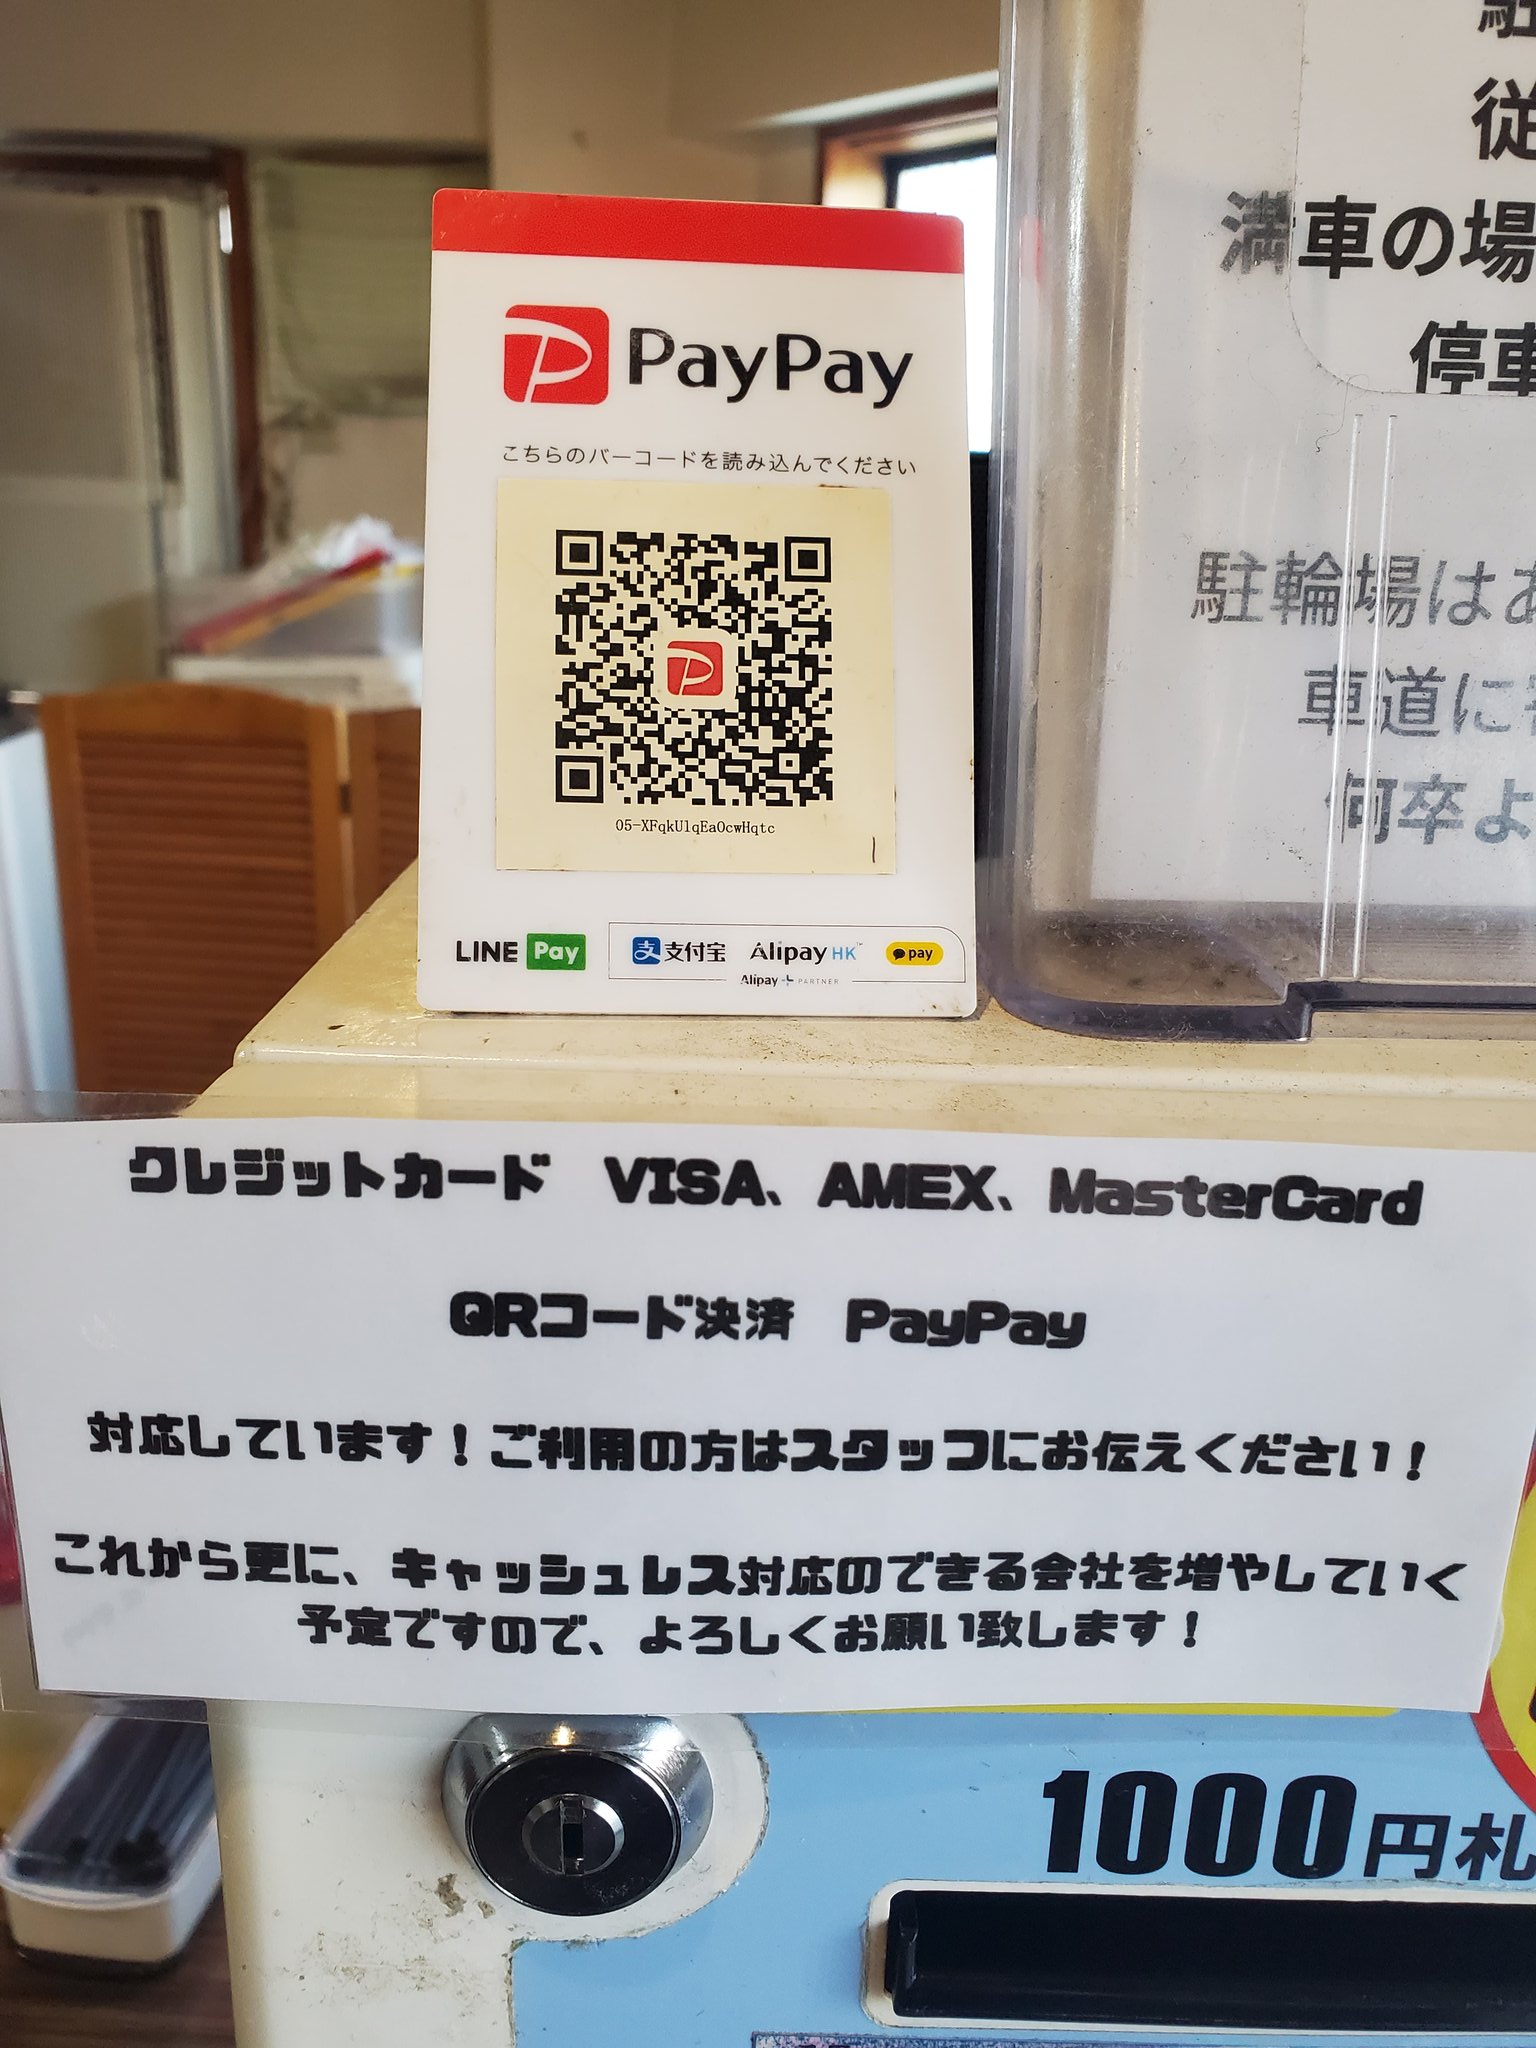 PayPay
こちらのバーコードを読み込んでください
05-XFqkUlqEaOcwHqtc
LINE Pay
支 支付宝 Alipay HK™ pay
Alipay+ PARTNER
従
満車の場
停車
駐輪場はあ
車道に
何卒よ
クレジットカード VISA、AMEX、MasterCard
QRコード決済 PayPay
対応しています！ご利用の方はスタッフにお伝えください！
これから更に、キャッシュレス対応のできる会社を増やしていく
予定ですので、よろしくお願い致します！
1000円札